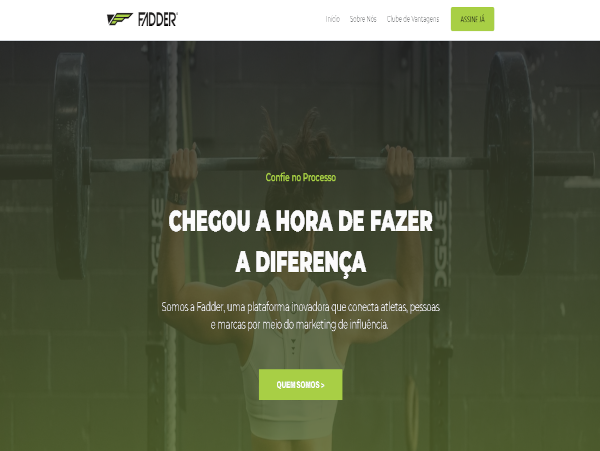 FADDER
Início Sobre Nós Clube de Vantagens ASSINE JÁ
Confie no Processo
CHEGOU A HORA DE FAZER
A DIFERENÇA
Somos a Fadder, uma plataforma inovadora que conecta atletas, pessoas
e marcas por meio do marketing de influência.
QUEM SOMOS >